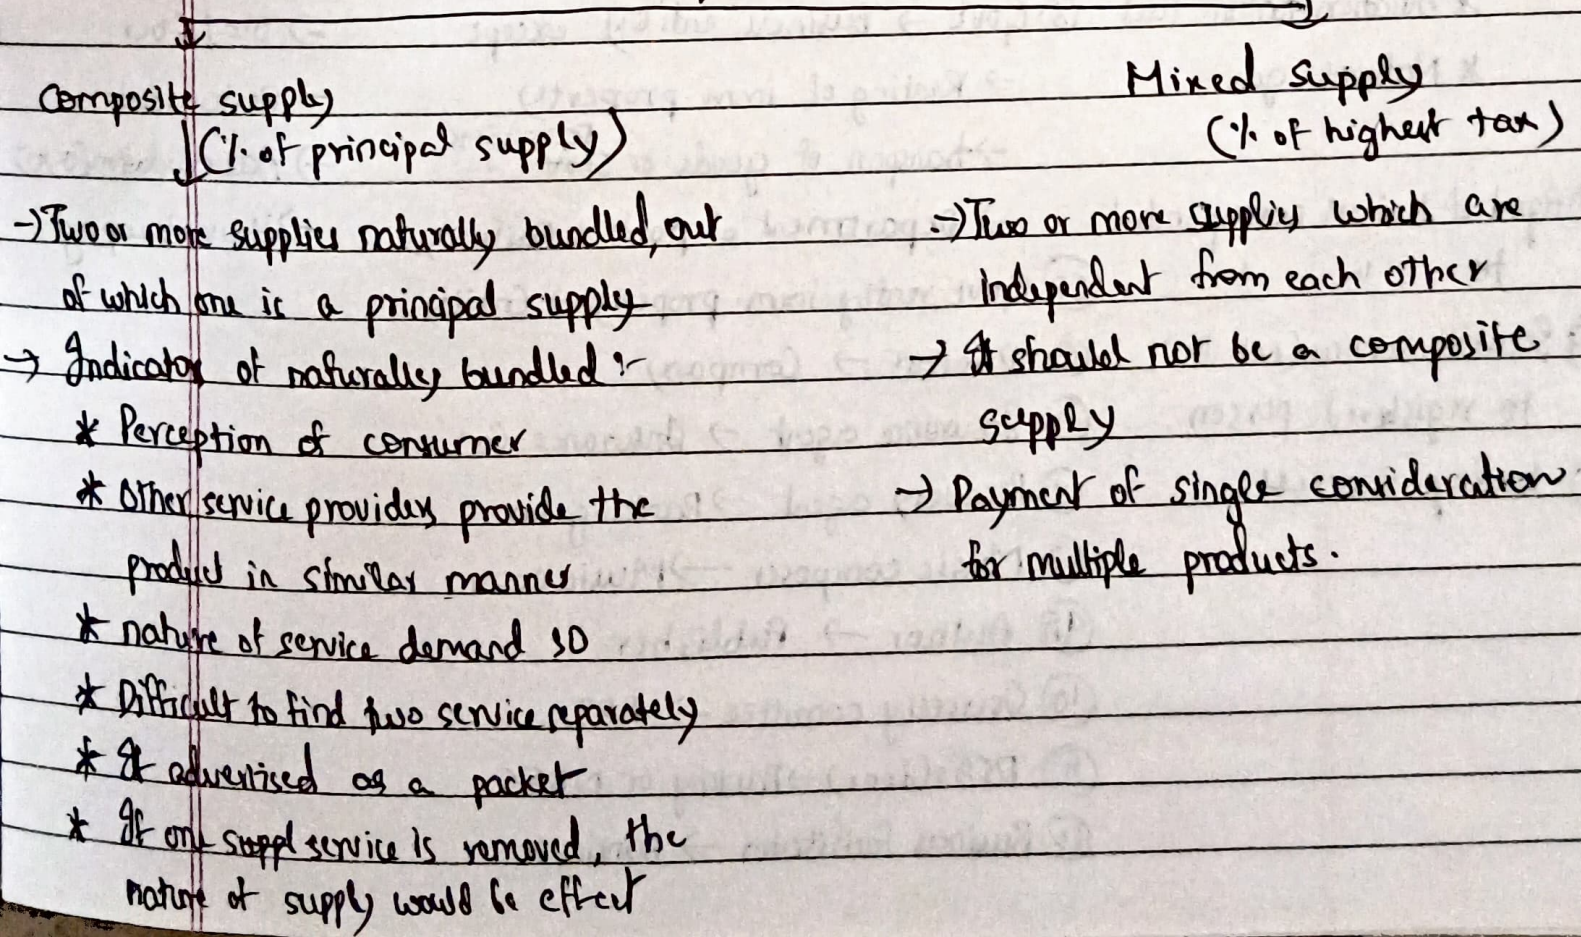 Composite supply
(% of principal supply)
→ Two or more supplies naturally bundled, out
of which one is a principal supply
→ Indicator of naturally bundled :-
* Perception of consumer
* Other service providers provide the
product in similar manner
* nature of service demand so
* Difficult to find two service separately
* It advertised as a packet
* If one suppl service is removed, the
nature of supply would be effect
Mixed supply
(% of highest tax)
→ Two or more supplies which are
independent from each other
→ It should not be a composite
supply
→ Payment of single consideration
for multiple products.